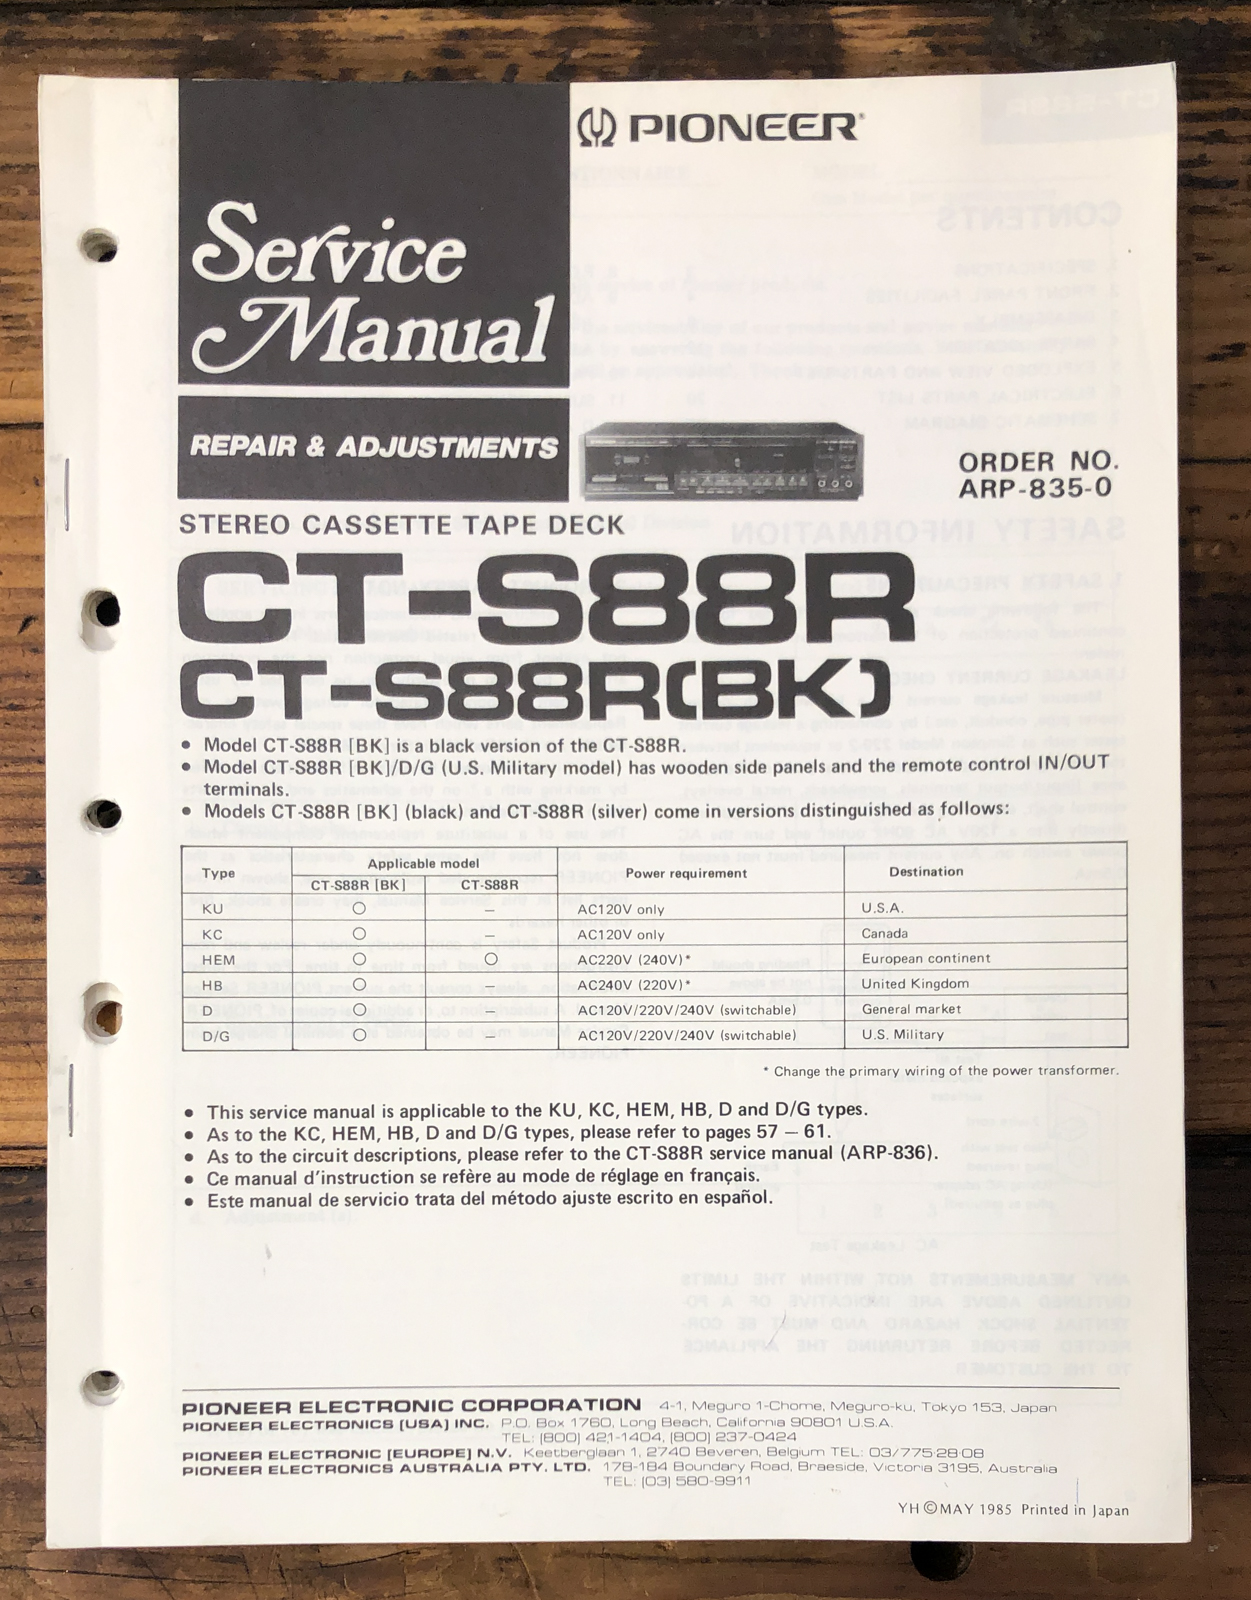 PIONEER®
Service
Manual
REPAIR & ADJUSTMENTS
ORDER NO.
ARP-835-0
STEREO CASSETTE TAPE DECK
CT-S88R
CT-S88R(BK)
• Model CT-S88R [BK] is a black version of the CT-S88R.
• Model CT-S88R [BK]/D/G (U.S. Military model) has wooden side panels and the remote control IN/OUT
terminals.
• Models CT-S88R [BK] (black) and CT-S88R (silver) come in versions distinguished as follows:
Type Applicable model Power requirement Destination
CT-S88R [BK] CT-S88R
KU ○ – AC120V only U.S.A.
KC ○ – AC120V only Canada
HEM ○ ○ AC220V (240V)* European continent
HB ○ – AC240V (220V)* United Kingdom
D ○ – AC120V/220V/240V (switchable) General market
D/G ○ – AC120V/220V/240V (switchable) U.S. Military
* Change the primary wiring of the power transformer.
• This service manual is applicable to the KU, KC, HEM, HB, D and D/G types.
• As to the KC, HEM, HB, D and D/G types, please refer to pages 57 – 61.
• As to the circuit descriptions, please refer to the CT-S88R service manual (ARP-836).
• Ce manual d'instruction se refère au mode de réglage en français.
• Este manual de servicio trata del método ajuste escrito en español.
PIONEER ELECTRONIC CORPORATION 4-1, Meguro 1-Chome, Meguro-ku, Tokyo 153, Japan
PIONEER ELECTRONICS [USA] INC. P.O. Box 1760, Long Beach, California 90801 U.S.A.
TEL: [800] 421-1404, [800] 237-0424
PIONEER ELECTRONIC [EUROPE] N.V. Keetberglaan 1, 2740 Beveren, Belgium TEL: 03/775·28·08
PIONEER ELECTRONICS AUSTRALIA PTY. LTD. 178-184 Boundary Road, Braeside, Victoria 3195, Australia
TEL: [03] 580-9911
YH ©MAY 1985 Printed in Japan